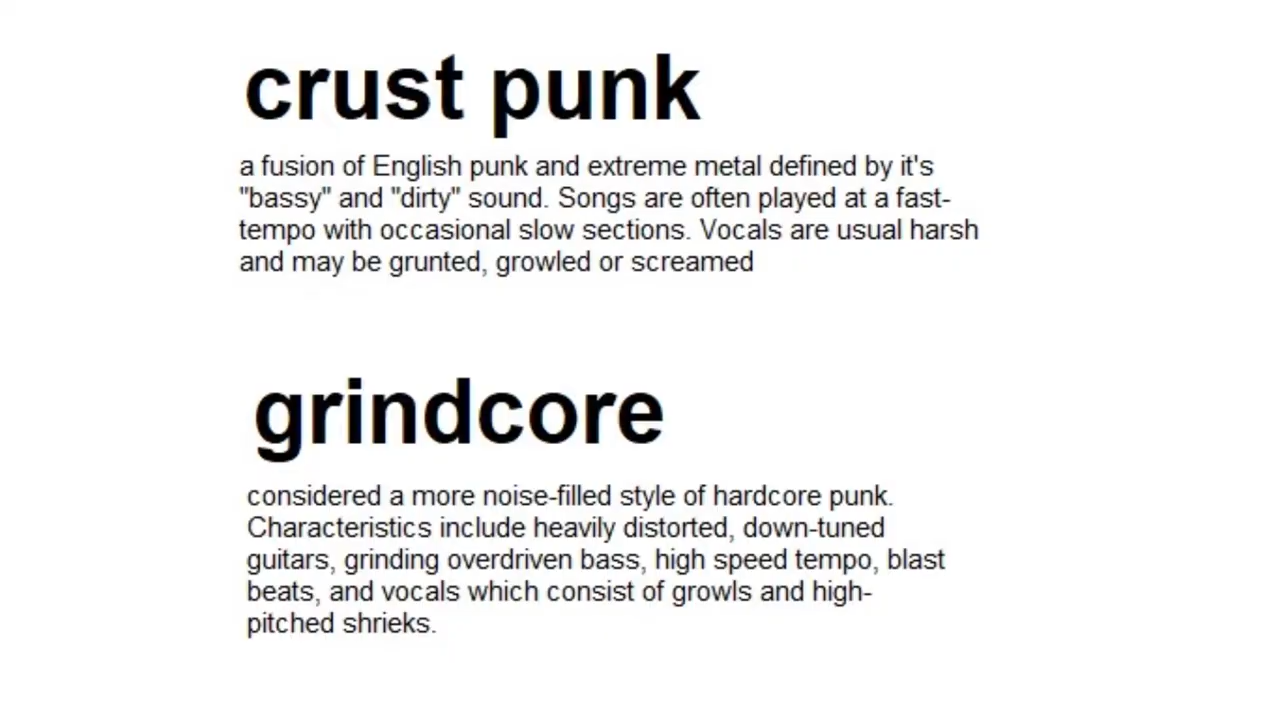 crust punk
a fusion of English punk and extreme metal defined by it's
"bassy" and "dirty" sound. Songs are often played at a fast-
tempo with occasional slow sections. Vocals are usual harsh
and may be grunted, growled or screamed
grindcore
considered a more noise-filled style of hardcore punk.
Characteristics include heavily distorted, down-tuned
guitars, grinding overdriven bass, high speed tempo, blast
beats, and vocals which consist of growls and high-
pitched shrieks.